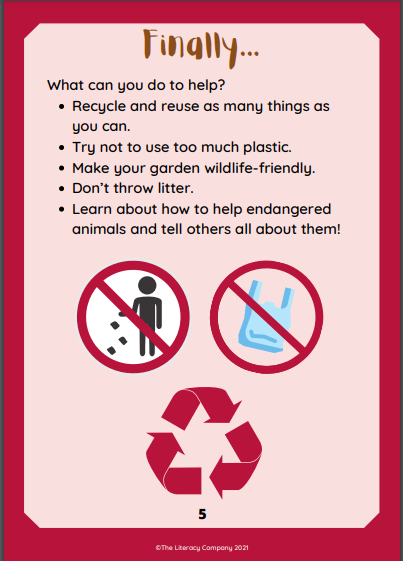 Finally...
What can you do to help?
• Recycle and reuse as many things as
you can.
• Try not to use too much plastic.
• Make your garden wildlife-friendly.
• Don’t throw litter.
• Learn about how to help endangered
animals and tell others all about them!
5
©The Literacy Company 2021